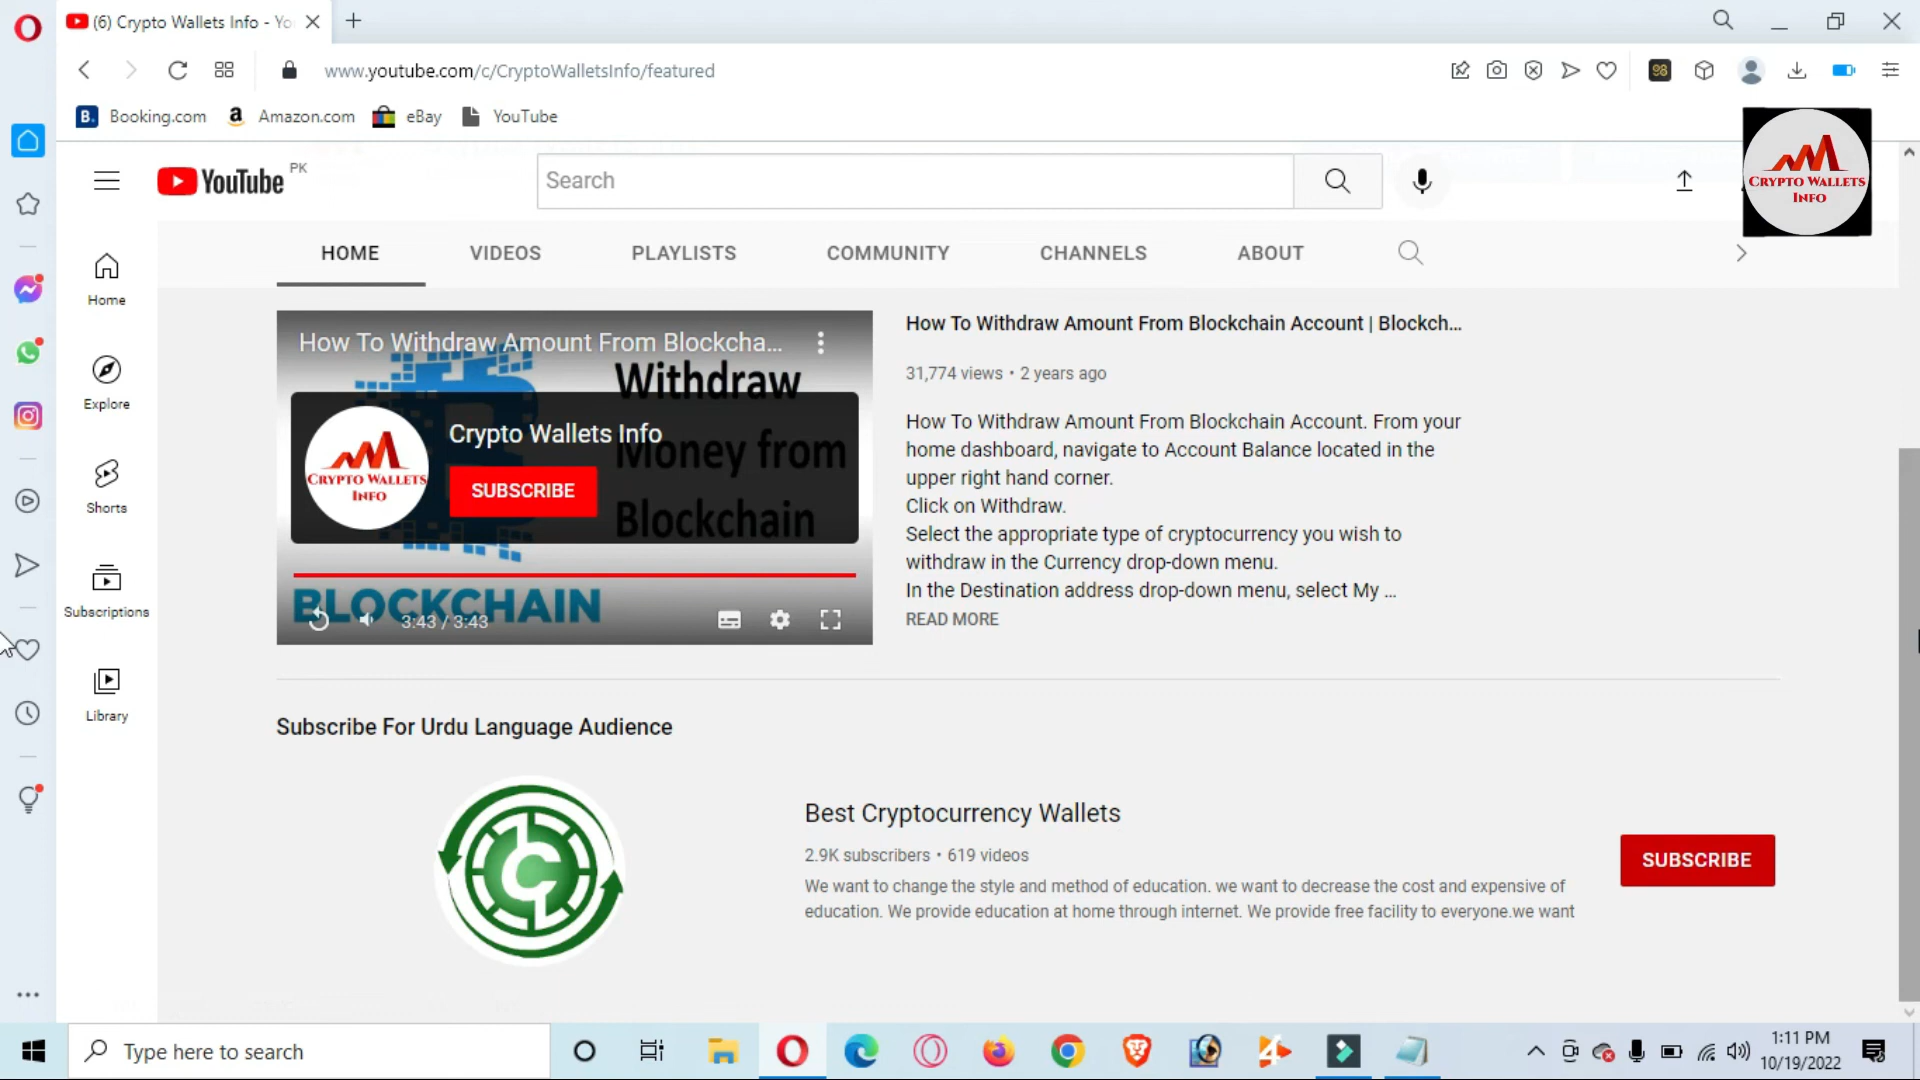 (6) Crypto Wallets Info - Yo
www.youtube.com/c/CryptoWalletsInfo/featured
98
B. Booking.com
a Amazon.com
eBay
YouTube
YouTube PK
Search
CRYPTO WALLETS
INFO
HOME
VIDEOS
PLAYLISTS
COMMUNITY
CHANNELS
ABOUT
Home
Explore
Shorts
Subscriptions
Library
How To Withdraw Amount From Blockcha...
Withdraw
Money from
Blockchain
CRYPTO WALLETS
INFO
Crypto Wallets Info
SUBSCRIBE
BLOCKCHAIN
3:43 / 3:43
How To Withdraw Amount From Blockchain Account | Blockch...
31,774 views • 2 years ago
How To Withdraw Amount From Blockchain Account. From your
home dashboard, navigate to Account Balance located in the
upper right hand corner.
Click on Withdraw.
Select the appropriate type of cryptocurrency you wish to
withdraw in the Currency drop-down menu.
In the Destination address drop-down menu, select My ...
READ MORE
Subscribe For Urdu Language Audience
Best Cryptocurrency Wallets
2.9K subscribers • 619 videos
We want to change the style and method of education. we want to decrease the cost and expensive of
education. We provide education at home through internet. We provide free facility to everyone.we want
SUBSCRIBE
Type here to search
1:11 PM
10/19/2022